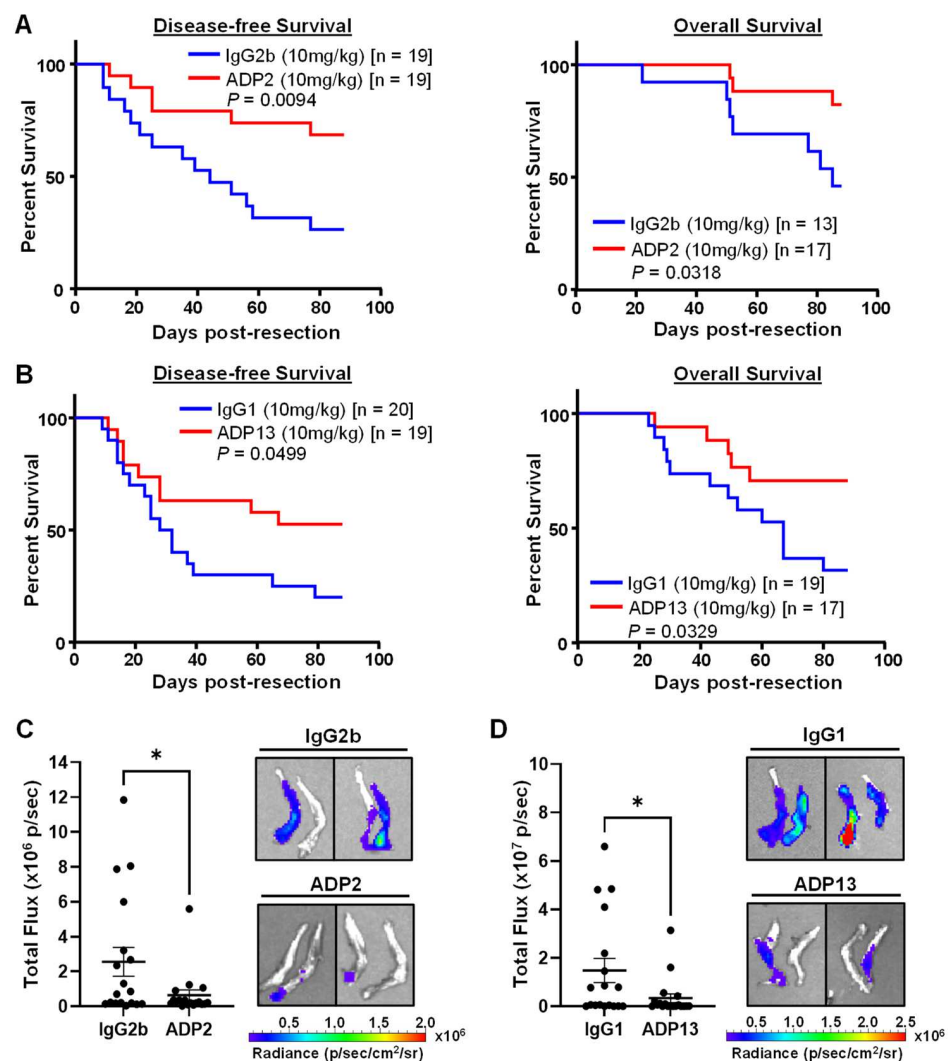 A
Disease-free Survival
IgG2b (10mg/kg) [n = 19]
ADP2 (10mg/kg) [n = 19]
P = 0.0094
Percent Survival
100
50
0
0 20 40 60 80 100
Days post-resection
Overall Survival
Percent Survival
100
50
0
IgG2b (10mg/kg) [n = 13]
ADP2 (10mg/kg) [n =17]
P = 0.0318
0 20 40 60 80 100
Days post-resection
B
Disease-free Survival
IgG1 (10mg/kg) [n = 20]
ADP13 (10mg/kg) [n = 19]
P = 0.0499
Percent Survival
100
50
0
0 20 40 60 80 100
Days post-resection
Overall Survival
Percent Survival
100
50
0
IgG1 (10mg/kg) [n = 19]
ADP13 (10mg/kg) [n = 17]
P = 0.0329
0 20 40 60 80 100
Days post-resection
C
Total Flux (x10⁶ p/sec)
14
12
10
8
6
4
2
0
*
IgG2b ADP2
IgG2b
ADP2
0.5 1.0 1.5 2.0 x10⁶
Radiance (p/sec/cm²/sr)
D
Total Flux (x10⁷ p/sec)
10
8
6
4
2
0
*
IgG1 ADP13
IgG1
ADP13
0.5 1.0 1.5 2.0 2.5 x10⁶
Radiance (p/sec/cm²/sr)